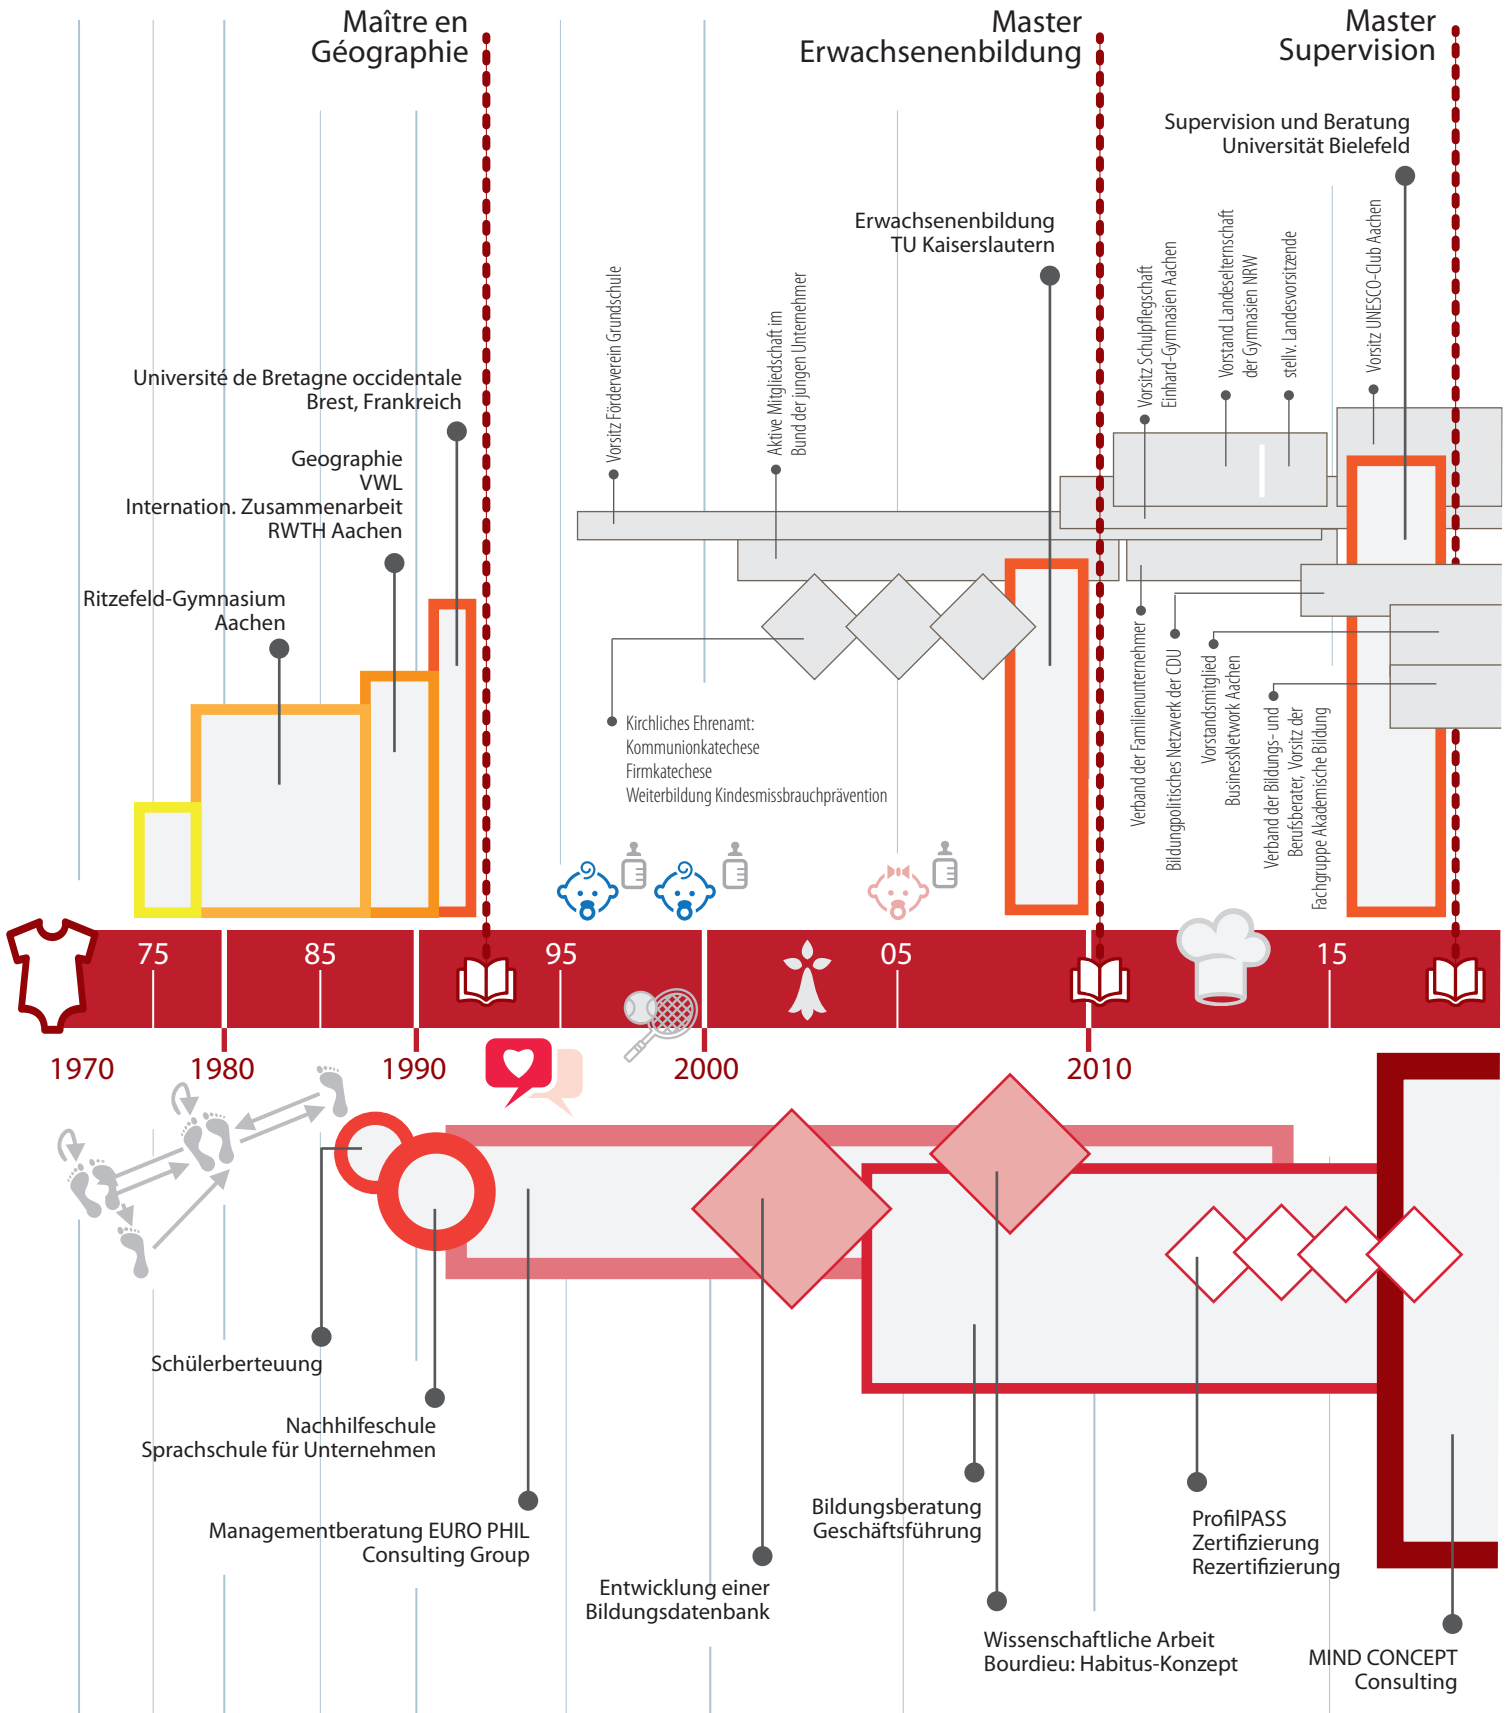 Maître en
Géographie
Master
Erwachsenenbildung
Master
Supervision
Supervision und Beratung
Universität Bielefeld
Erwachsenenbildung
TU Kaiserslautern
Université de Bretagne occidentale
Brest, Frankreich
Geographie
VWL
Internation. Zusammenarbeit
RWTH Aachen
Ritzefeld-Gymnasium
Aachen
Vorsitz Förderverein Grundschule
Aktive Mitgliedschaft im
Bund der jungen Unternehmer
Vorsitz Schulpflegschaft
Einhard-Gymnasien Aachen
Vorstand Landeselternschaft
der Gymnasien NRW
stellv. Landesvorsitzende
Vorsitz UNESCO-Club Aachen
Kirchliches Ehrenamt:
Kommunionkatechese
Firmkatechese
Weiterbildung Kindesmissbrauchprävention
Verband der Familienunternehmer
Bildungpolitisches Netzwerk der CDU
Vorstandsmitglied
BusinessNetwork Aachen
Verband der Bildungs- und
Berufsberater, Vorsitz der
Fachgruppe Akademische Bildung
75
85
95
05
15
1970
1980
1990
2000
2010
Schülerberteuung
Nachhilfeschule
Sprachschule für Unternehmen
Managementberatung EURO PHIL
Consulting Group
Entwicklung einer
Bildungsdatenbank
Bildungsberatung
Geschäftsführung
Wissenschaftliche Arbeit
Bourdieu: Habitus-Konzept
ProfilPASS
Zertifizierung
Rezertifizierung
MIND CONCEPT
Consulting